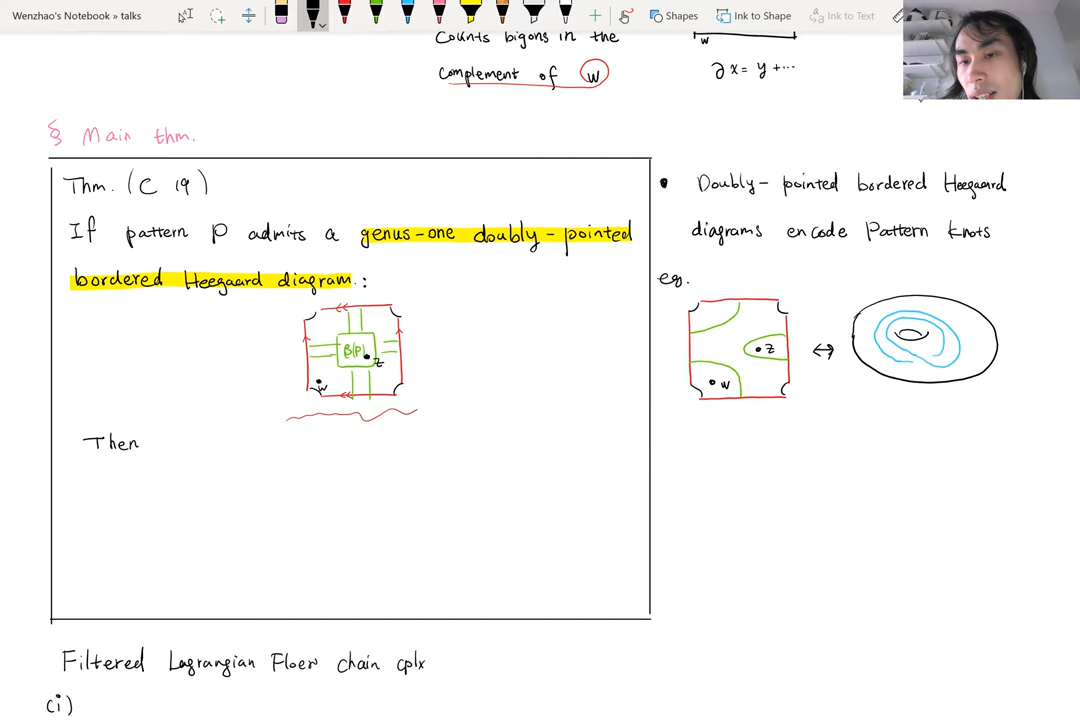 Wenzhao's Notebook » talks
Shapes
Ink to Shape
Ink to Text
Counts bigons in the
complement of w
w
∂x = y + ...
§ Main thm.
Thm. (C 19)
If pattern P admits a genus-one doubly-pointed
bordered Heegaard diagram :
β(P)
z
w
Then
• Doubly-pointed bordered Heegaard
diagrams encode Pattern knots
eg.
z
w
Filtered Lagrangian Floer chain cplx
(i)